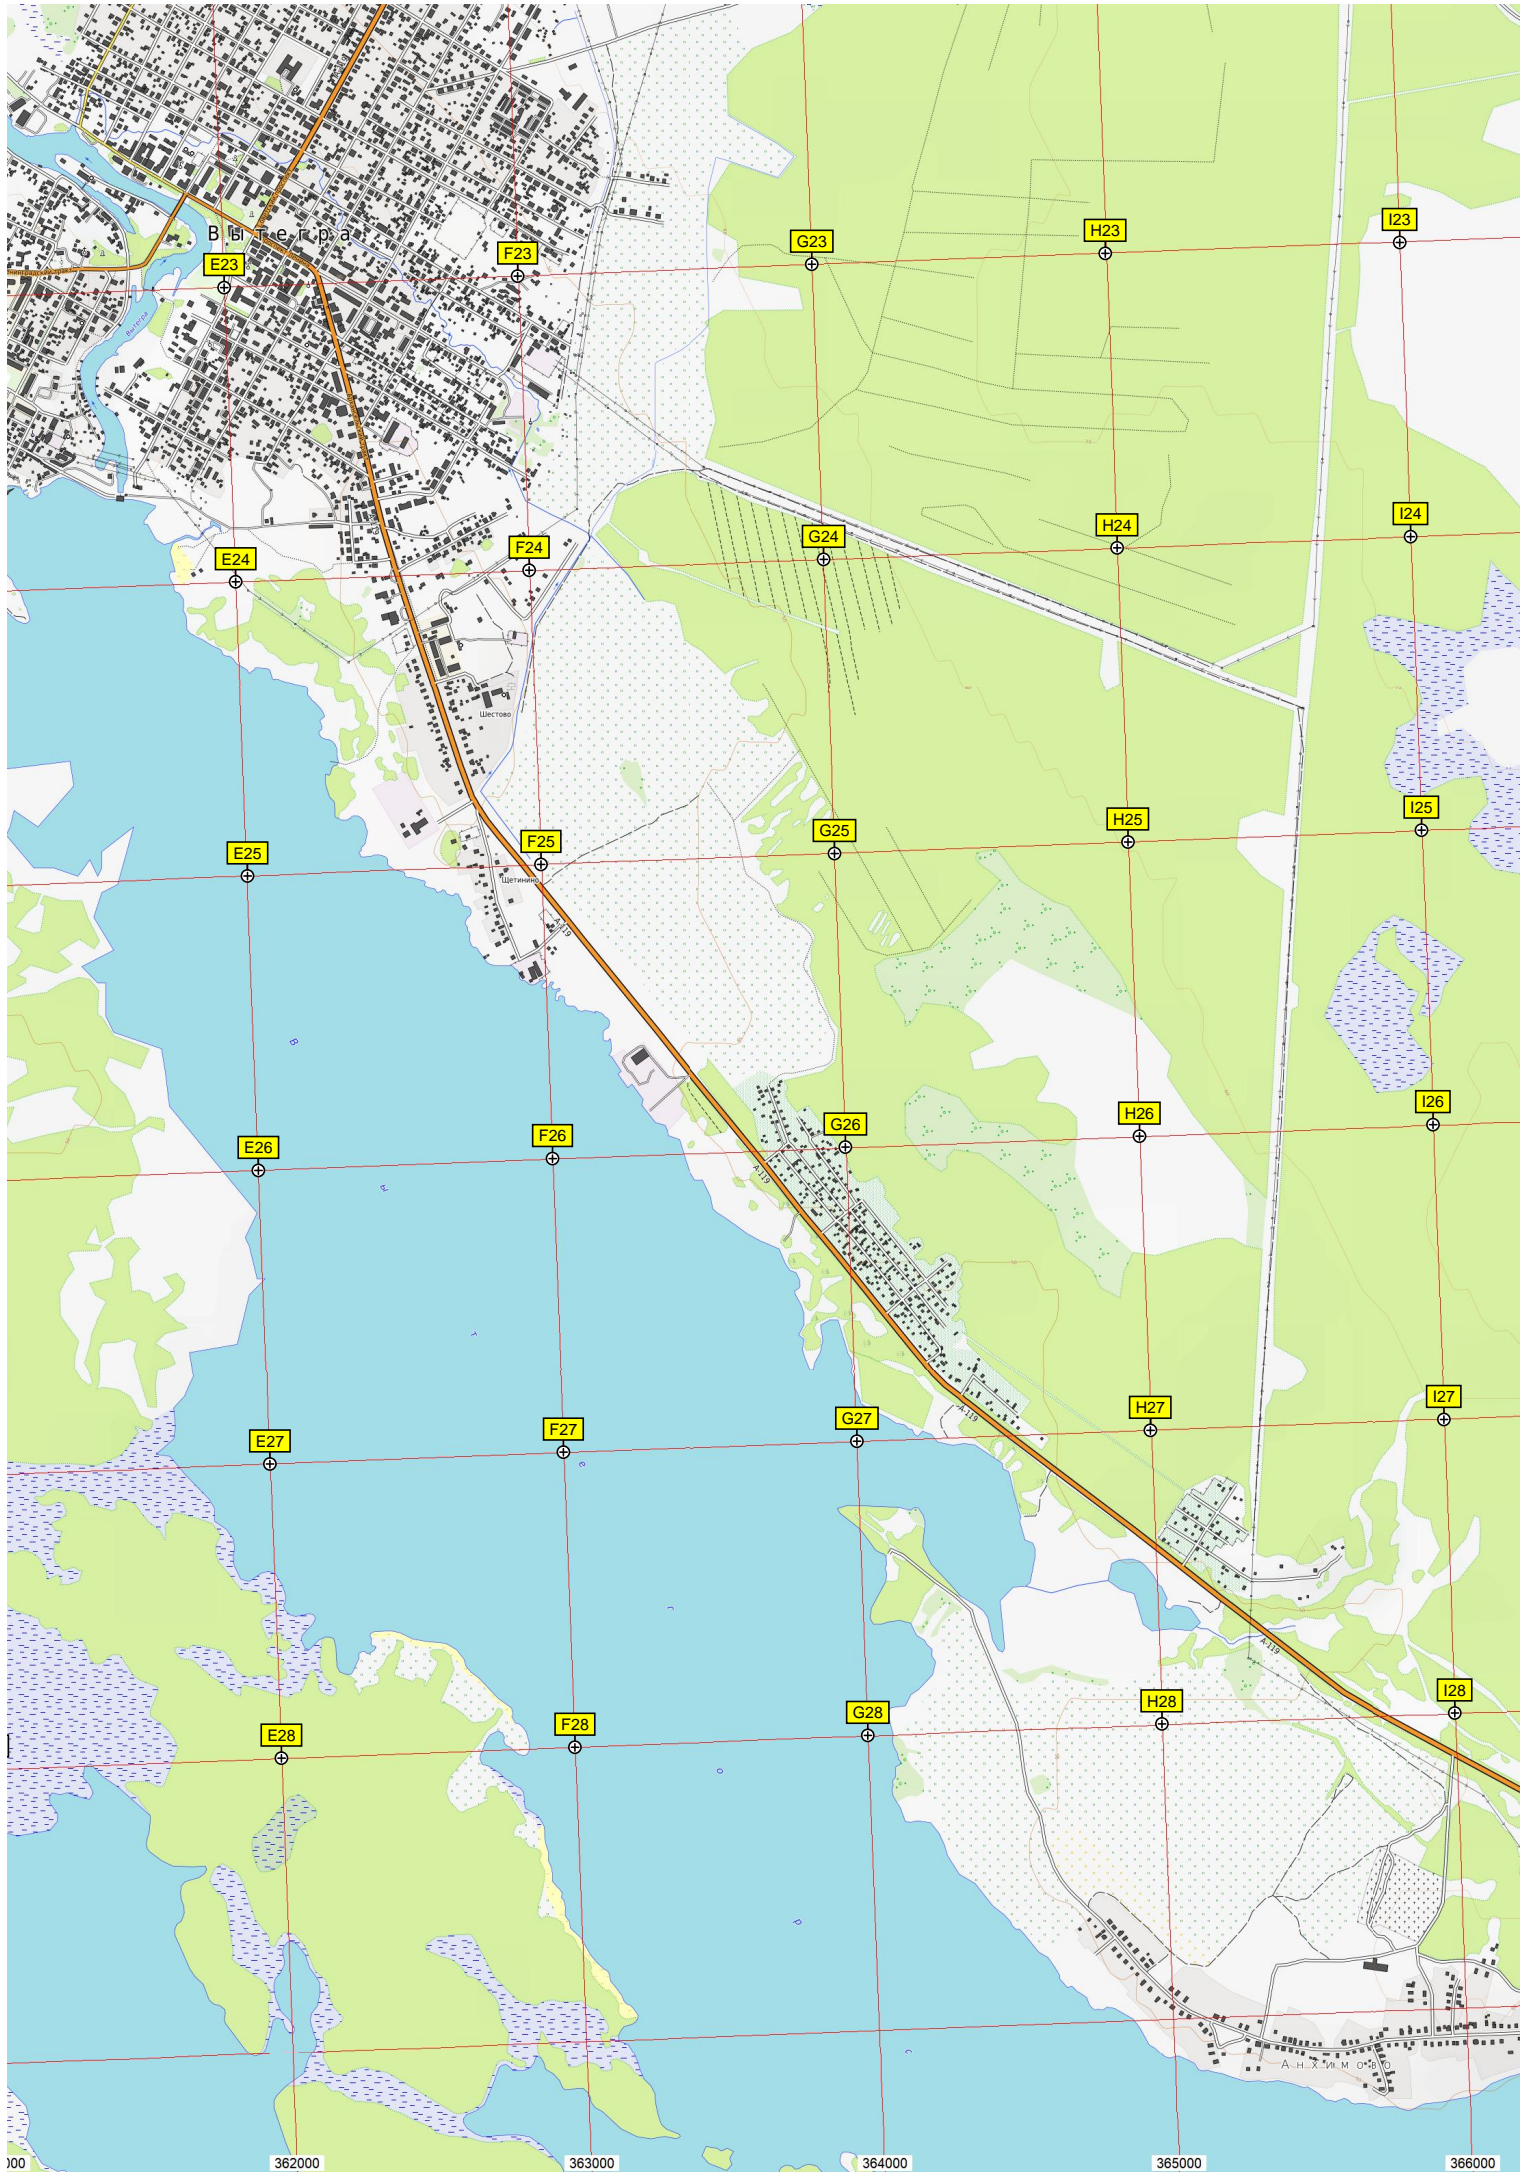 Вытегра
E23
F23
G23
H23
I23
Вытегра
E24
F24
G24
H24
I24
Шестово
E25
F25
G25
H25
I25
Щетинино
А-119
В
E26
F26
G26
H26
I26
А-119
ы
т
E27
F27
G27
H27
I27
А-119
е
г
А-119
E28
F28
G28
H28
I28
о
р
с
Анхимово
000
362000
363000
364000
365000
366000